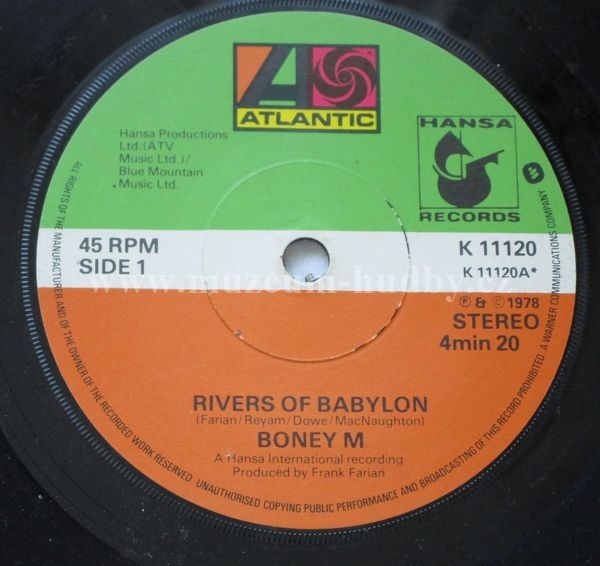 ATLANTIC
Hansa Productions
Ltd.(ATV
Music Ltd.)/
Blue Mountain
Music Ltd.
HANSA
RECORDS
45 RPM
SIDE 1
K 11120
K 11120A*
www.muzeum-hudby.cz
℗ & © 1978
STEREO
4min 20
RIVERS OF BABYLON
(Farian/Reyam/Dowe/MacNaughton)
BONEY M
A Hansa International recording
Produced by Frank Farian
ALL RIGHTS OF THE MANUFACTURER AND OF THE OWNER OF THE RECORDED WORK RESERVED UNAUTHORISED COPYING PUBLIC PERFORMANCE AND BROADCASTING OF THIS RECORD PROHIBITED A WARNER COMMUNICATIONS COMPANY